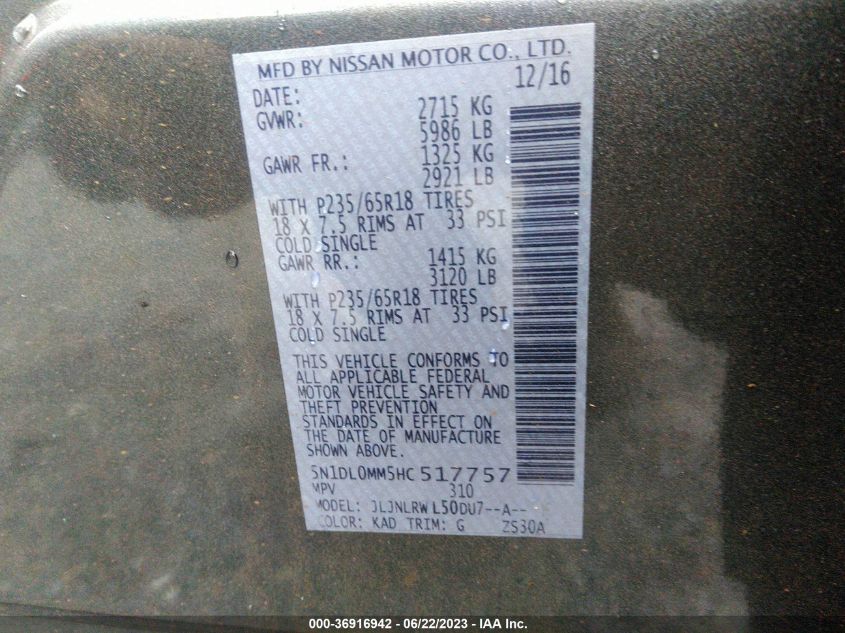 MFD BY NISSAN MOTOR CO., LTD.
DATE: 12/16
GVWR: 2715 KG
5986 LB
GAWR FR.: 1325 KG
2921 LB
WITH P235/65R18 TIRES
18 X 7.5 RIMS AT 33 PSI
COLD SINGLE
GAWR RR.: 1415 KG
3120 LB
WITH P235/65R18 TIRES
18 X 7.5 RIMS AT 33 PSI
COLD SINGLE
THIS VEHICLE CONFORMS TO
ALL APPLICABLE FEDERAL
MOTOR VEHICLE SAFETY AND
THEFT PREVENTION
STANDARDS IN EFFECT ON
THE DATE OF MANUFACTURE
SHOWN ABOVE.
5N1DL0MM5HC517757
MPV 310
MODEL: JLJNLRWL50DU7--A--
COLOR: KAD TRIM: G ZS30A
000-36916942 - 06/22/2023 - IAA Inc.